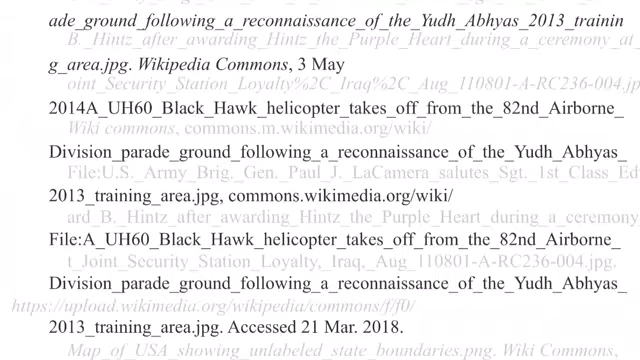 ade_ground_following_a_reconnaissance_of_the_Yudh_Abhyas_2013_trainin
B._Hintz_after_awarding_Hintz_the_Purple_Heart_during_a_ceremony_at_
g_area.jpg. Wikipedia Commons, 3 May
oint_Security_Station_Loyalty%2C_Iraq%2C_Aug_110801-A-RC236-004.jp
2014A_UH60_Black_Hawk_helicopter_takes_off_from_the_82nd_Airborne_
Wiki commons, commons.m.wikimedia.org/wiki/
Division_parade_ground_following_a_reconnaissance_of_the_Yudh_Abhyas_
File:U.S._Army_Brig._Gen._Paul_J._LaCamera_salutes_Sgt._1st_Class_Ed
2013_training_area.jpg, commons.wikimedia.org/wiki/
ard_B._Hintz_after_awarding_Hintz_the_Purple_Heart_during_a_ceremony
File:A_UH60_Black_Hawk_helicopter_takes_off_from_the_82nd_Airborne_
t_Joint_Security_Station_Loyalty,_Iraq,_Aug_110801-A-RC236-004.jpg.
Division_parade_ground_following_a_reconnaissance_of_the_Yudh_Abhyas_
https://upload.wikimedia.org/wikipedia/commons/f/f0/
2013_training_area.jpg. Accessed 21 Mar. 2018.
Map_of_USA_showing_unlabeled_state_boundaries.png. Wiki Commons,